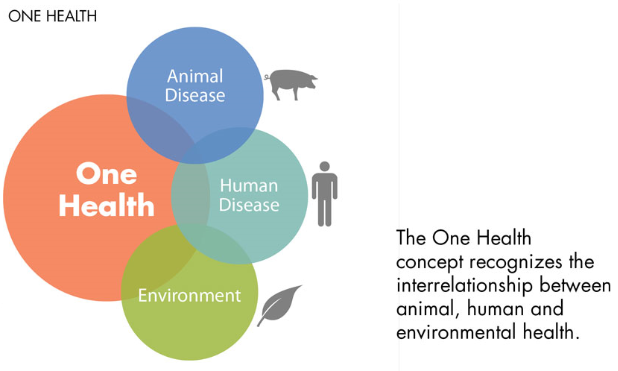 ONE HEALTH
Animal
Disease
One
Health
Human
Disease
Environment
The One Health
concept recognizes the
interrelationship between
animal, human and
environmental health.